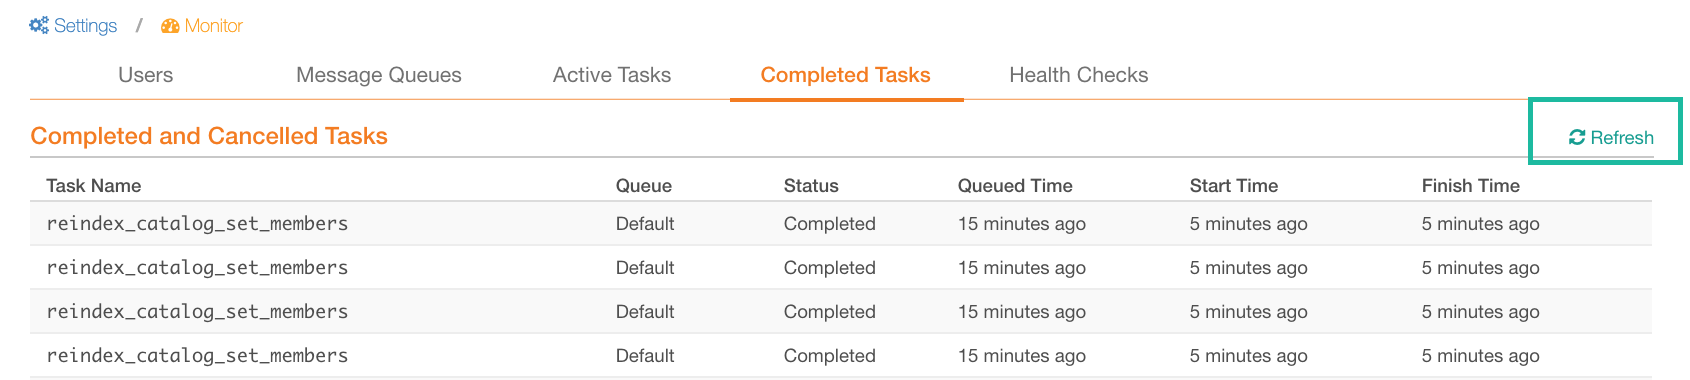 Settings / Monitor
Users Message Queues Active Tasks Completed Tasks Health Checks
Completed and Cancelled Tasks Refresh
Task Name Queue Status Queued Time Start Time Finish Time
reindex_catalog_set_members Default Completed 15 minutes ago 5 minutes ago 5 minutes ago
reindex_catalog_set_members Default Completed 15 minutes ago 5 minutes ago 5 minutes ago
reindex_catalog_set_members Default Completed 15 minutes ago 5 minutes ago 5 minutes ago
reindex_catalog_set_members Default Completed 15 minutes ago 5 minutes ago 5 minutes ago